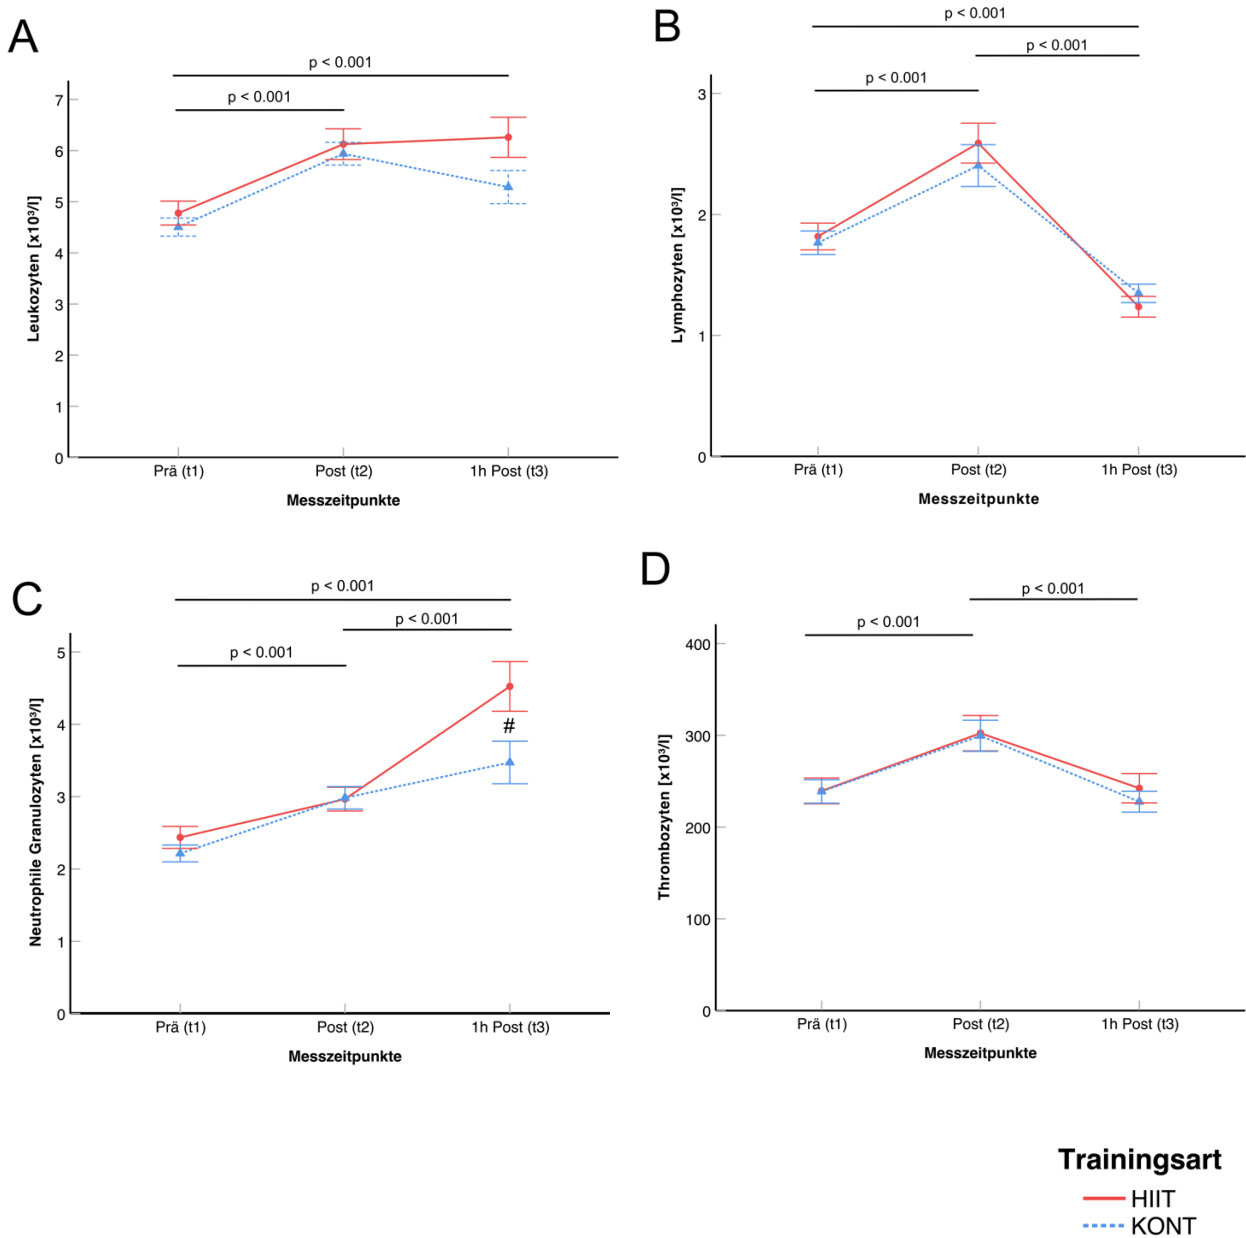 A
p < 0.001
p < 0.001
Leukozyten [x10³/l]
7
6
5
4
3
2
1
0
Prä (t1)
Post (t2)
1h Post (t3)
Messzeitpunkte
B
p < 0.001
p < 0.001
p < 0.001
Lymphozyten [x10³/l]
3
2
1
0
Prä (t1)
Post (t2)
1h Post (t3)
Messzeitpunkte
C
p < 0.001
p < 0.001
p < 0.001
Neutrophile Granulozyten [x10³/l]
5
4
3
2
1
0
#
Prä (t1)
Post (t2)
1h Post (t3)
Messzeitpunkte
D
p < 0.001
p < 0.001
Thrombozyten [x10³/l]
400
300
200
100
0
Prä (t1)
Post (t2)
1h Post (t3)
Messzeitpunkte
Trainingsart
HIIT
KONT